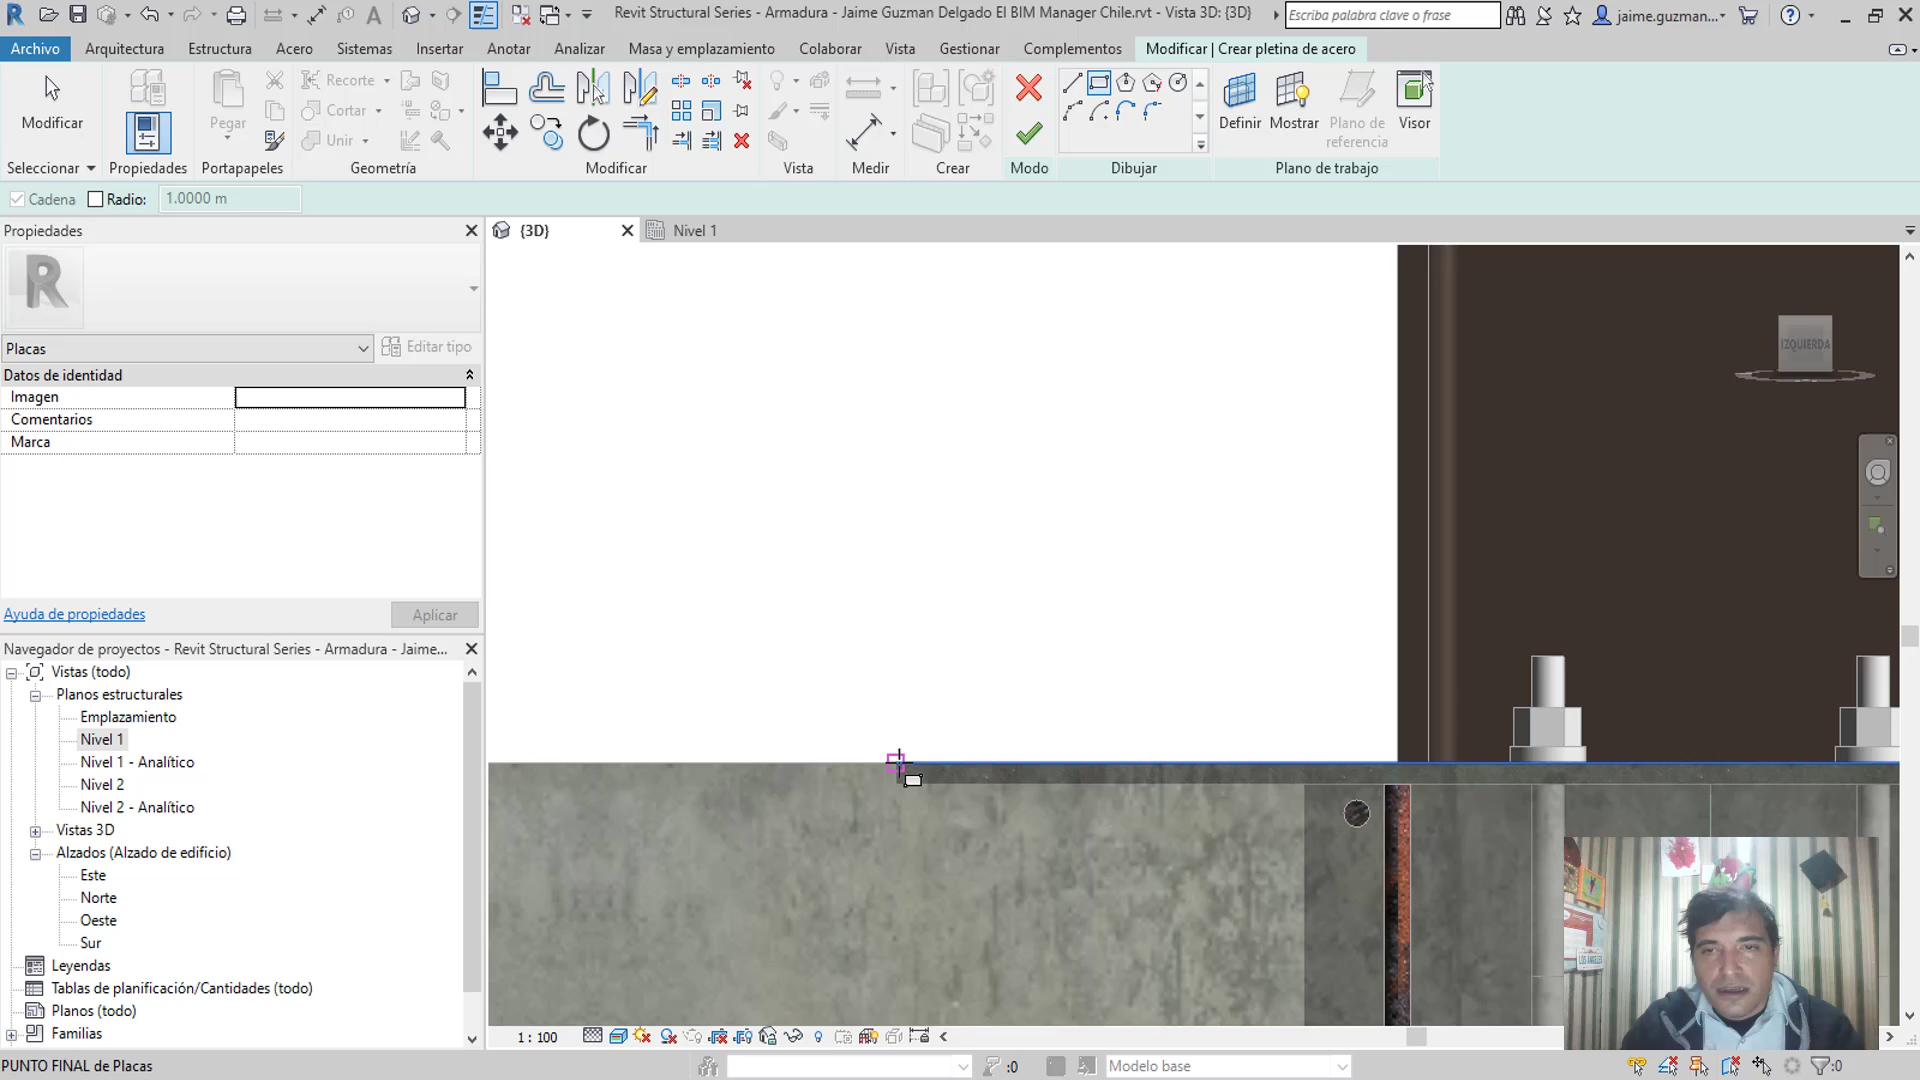 Revit Structural Series - Armadura - Jaime Guzman Delgado El BIM Manager Chile.rvt - Vista 3D: {3D}
Escriba palabra clave o frase
jaime.guzman...
Archivo
Arquitectura
Estructura
Acero
Sistemas
Insertar
Anotar
Analizar
Masa y emplazamiento
Colaborar
Vista
Gestionar
Complementos
Modificar | Crear pletina de acero
Modificar
Pegar
Recorte
Cortar
Unir
Definir
Mostrar
Plano de
referencia
Visor
Seleccionar
Propiedades
Portapapeles
Geometría
Modificar
Vista
Medir
Crear
Modo
Dibujar
Plano de trabajo
Cadena
Radio:
1.0000 m
Propiedades
{3D}
Nivel 1
R
Placas
Editar tipo
Datos de identidad
Imagen
Comentarios
Marca
Ayuda de propiedades
Aplicar
IZQUIERDA
Navegador de proyectos - Revit Structural Series - Armadura - Jaime...
Vistas (todo)
Planos estructurales
Emplazamiento
Nivel 1
Nivel 1 - Analítico
Nivel 2
Nivel 2 - Analítico
Vistas 3D
Alzados (Alzado de edificio)
Este
Norte
Oeste
Sur
Leyendas
Tablas de planificación/Cantidades (todo)
Planos (todo)
Familias
LOS ANGELES
1 : 100
PUNTO FINAL de Placas
:0
Modelo base
:0